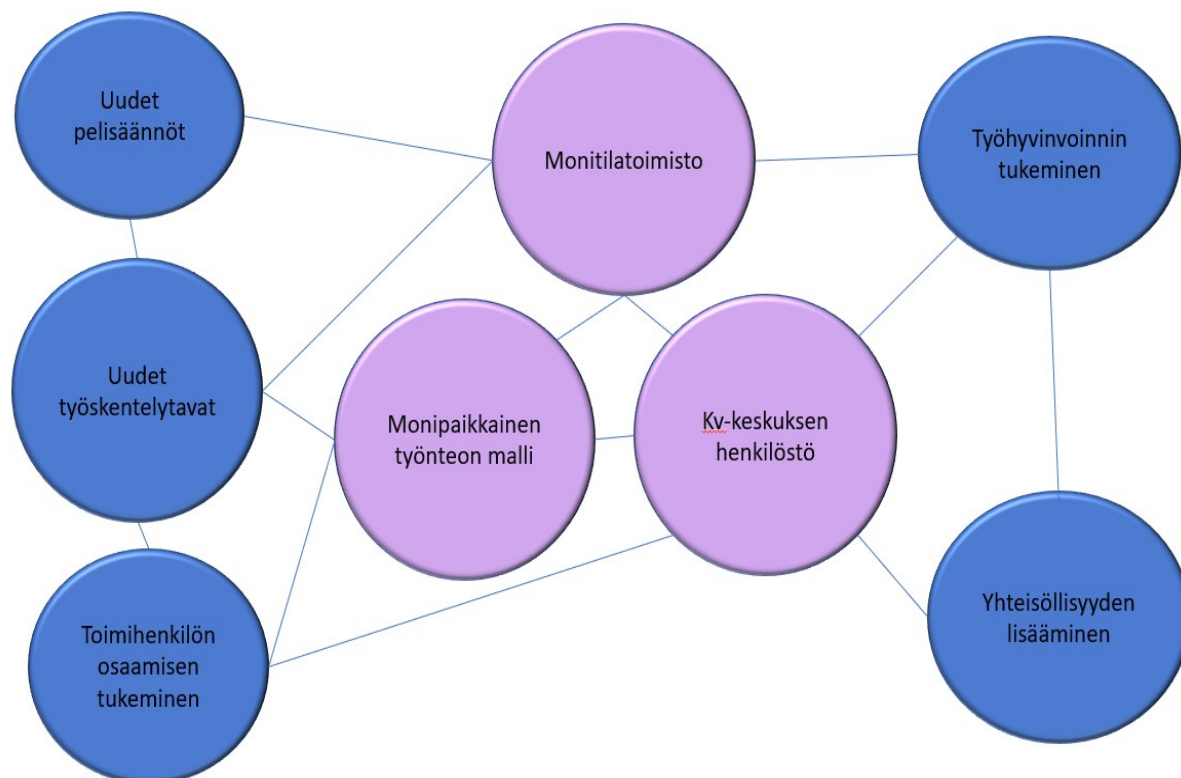 Uudet
pelisäännöt
Monitilatoimisto
Työhyvinvoinnin
tukeminen
Uudet
työskentelytavat
Monipaikkainen
työnteon malli
Kv-keskuksen
henkilöstö
Toimihenkilön
osaamisen
tukeminen
Yhteisöllisyyden
lisääminen